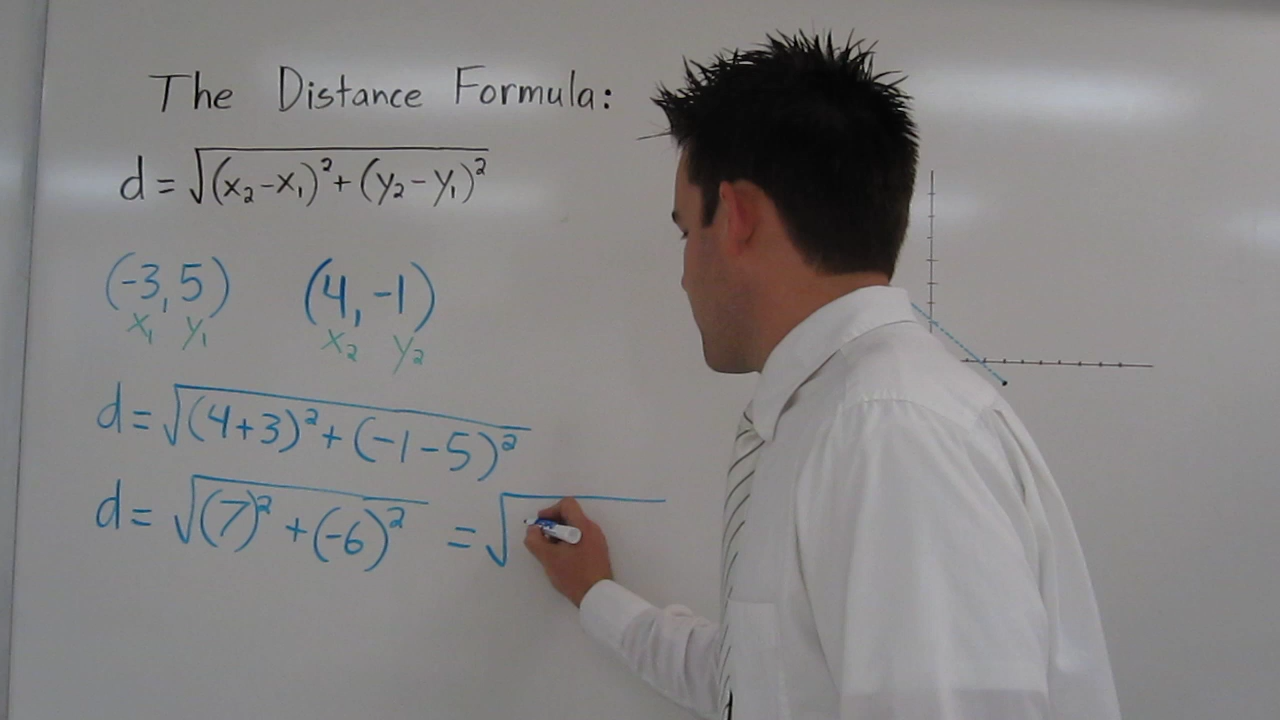 The Distance Formula:
d = √(x₂-x₁)² + (y₂-y₁)²
(-3, 5) (4, -1)
x₁ y₁ x₂ y₂
d = √(4+3)² + (-1-5)²
d = √(7)² + (-6)² = √